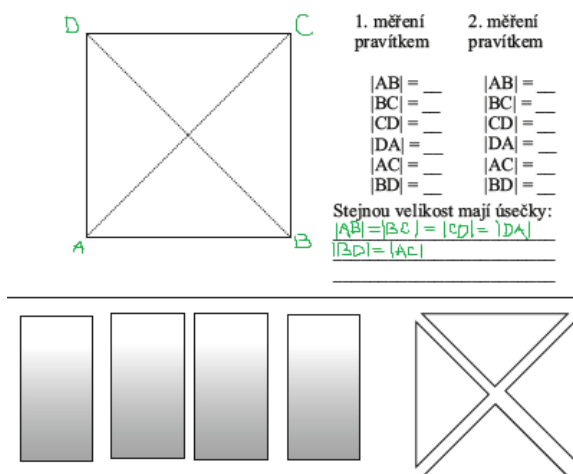 D C
A B
1. měření 2. měření
pravítkem pravítkem
|AB| = __ |AB| = __
|BC| = __ |BC| = __
|CD| = __ |CD| = __
|DA| = __ |DA| = __
|AC| = __ |AC| = __
|BD| = __ |BD| = __
Stejnou velikost mají úsečky:
|AB|=|BC|=|CD|=|DA|
|BD|=|AC|